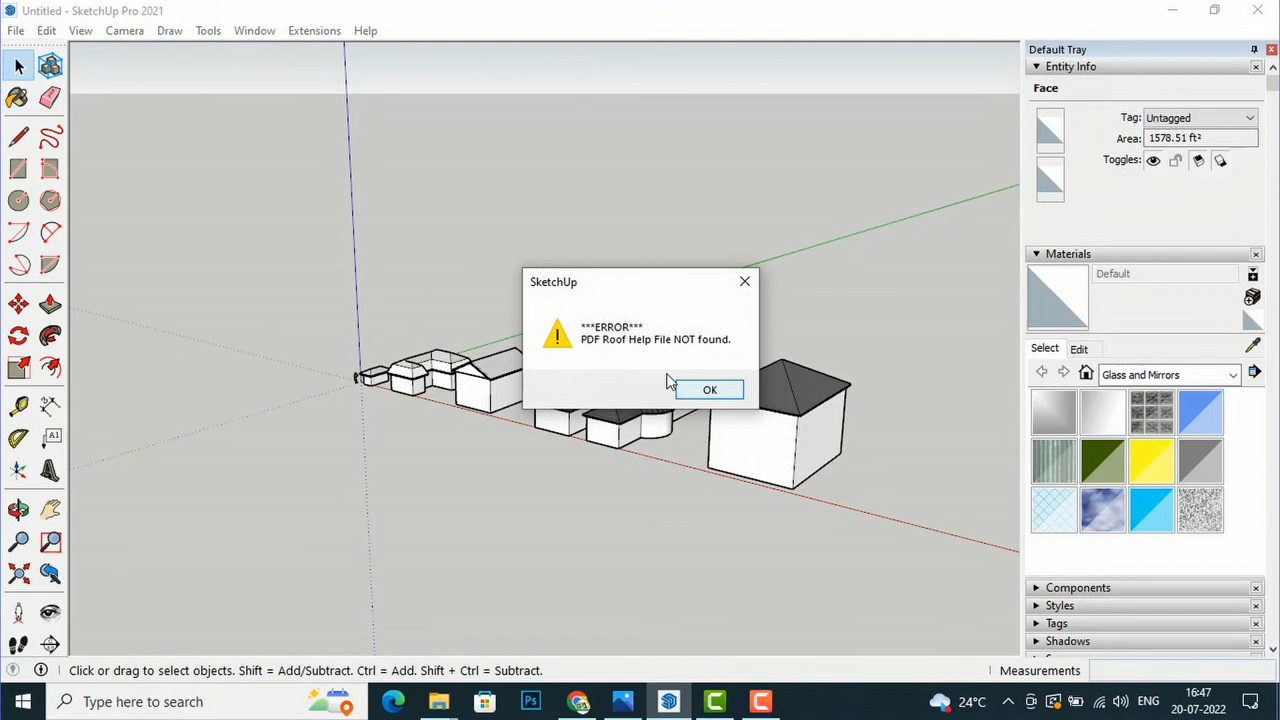 Untitled - SketchUp Pro 2021
File Edit View Camera Draw Tools Window Extensions Help
Default Tray
Entity Info
Face
Tag: Untagged
Area: 1578.51 ft²
Toggles:
SketchUp
***ERROR***
PDF Roof Help File NOT found.
OK
Materials
Default
Select Edit
Glass and Mirrors
A1
Components
Styles
Tags
Shadows
Click or drag to select objects. Shift = Add/Subtract. Ctrl = Add. Shift + Ctrl = Subtract.
Measurements
Type here to search
Ps
C
C
24°C
ENG
16:47
20-07-2022